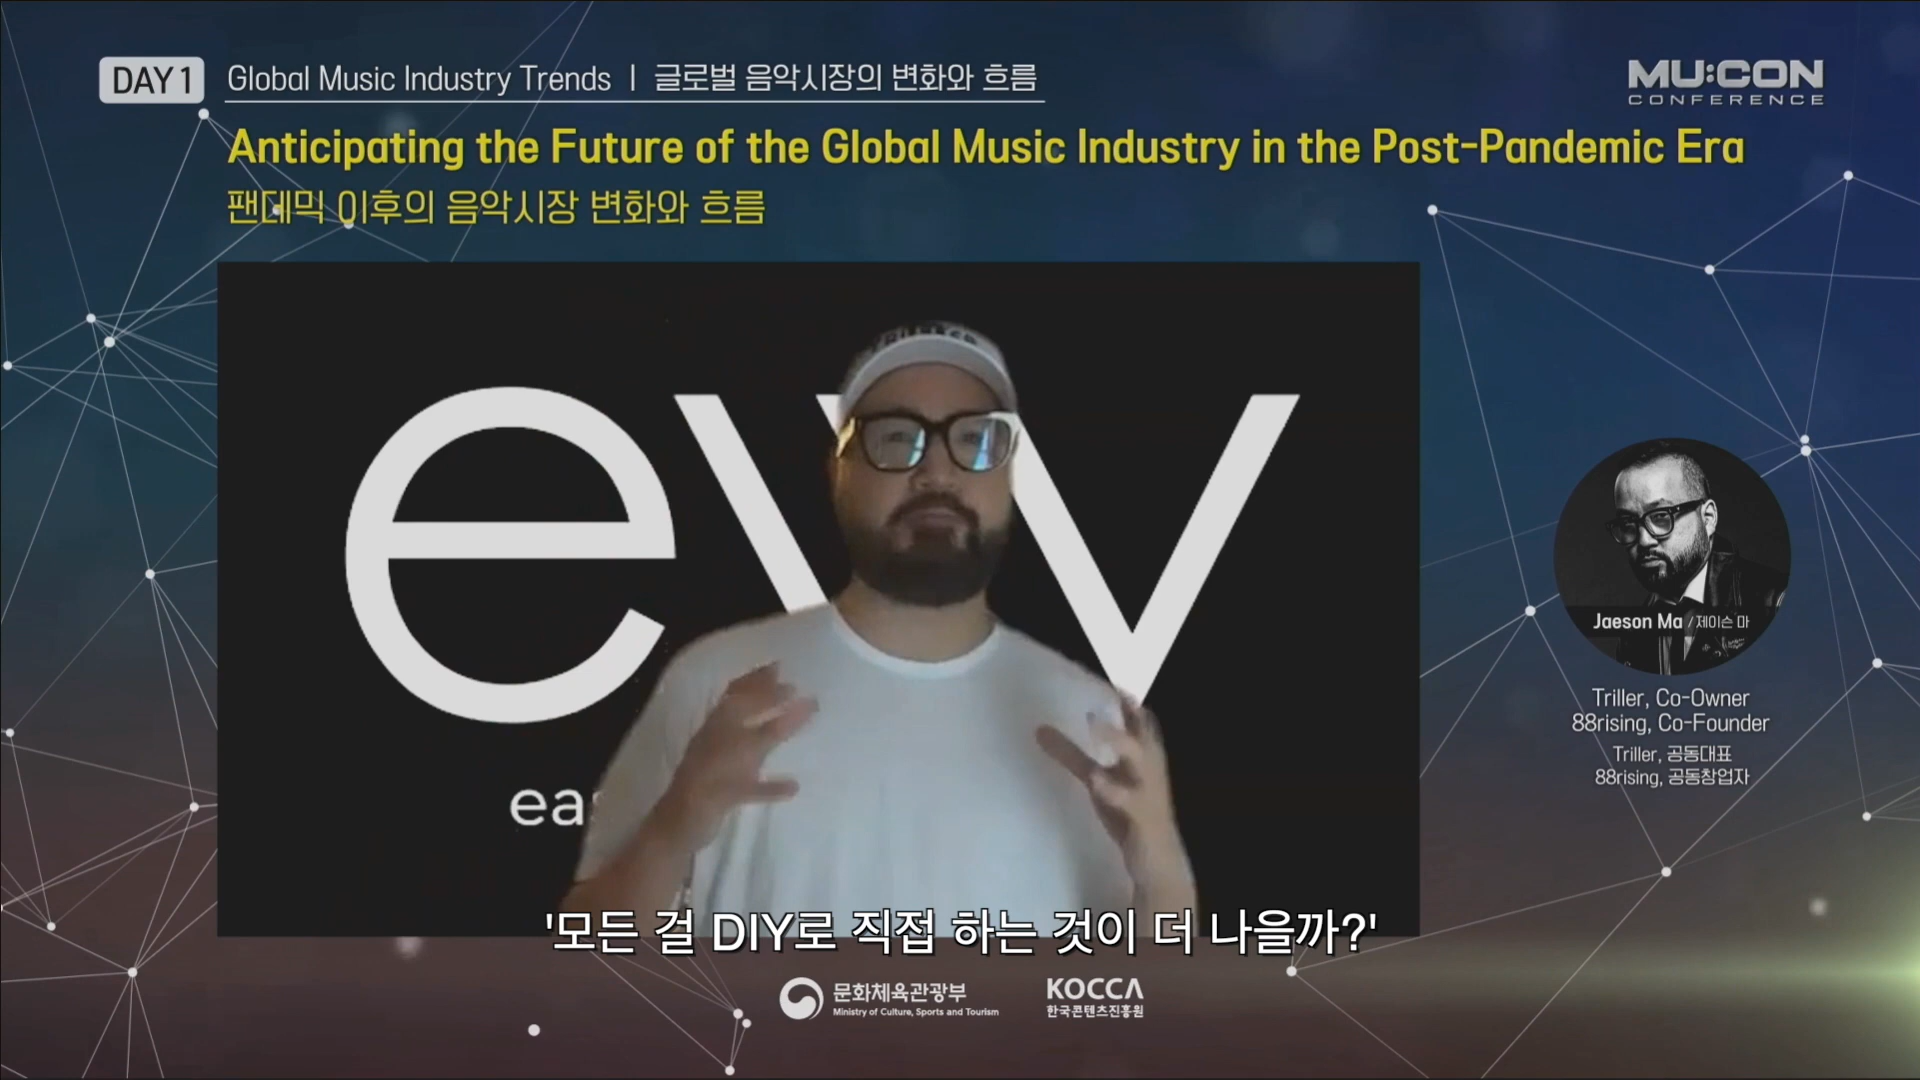 DAY 1
Global Music Industry Trends | 글로벌 음악시장의 변화와 흐름
MU:CON
CONFERENCE
Anticipating the Future of the Global Music Industry in the Post-Pandemic Era
팬데믹 이후의 음악시장 변화와 흐름
Jaeson Ma / 제이슨 마
Triller, Co-Owner
88rising, Co-Founder
Triller, 공동대표
88rising, 공동창업자
'모든 걸 DIY로 직접 하는 것이 더 나을까?'
문화체육관광부
Ministry of Culture, Sports and Tourism
KOCCA
한국콘텐츠진흥원